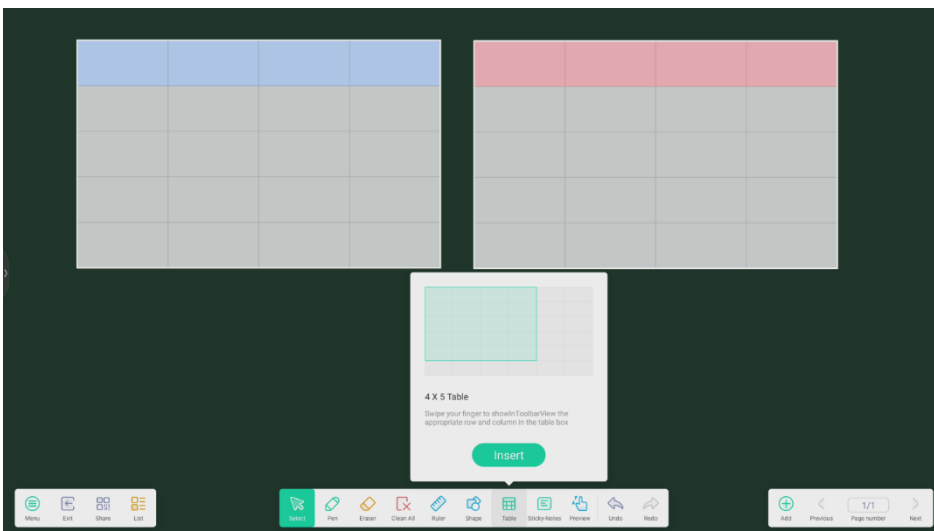 4 X 5 Table
Swipe your finger to showInToolbarView the
appropriate row and column in the table box
Insert
Menu
Exit
Share
List
Select
Pen
Eraser
Clean All
Ruler
Shape
Table
Sticky-Notes
Preview
Undo
Redo
Add
Previous
1/1
Page number
Next